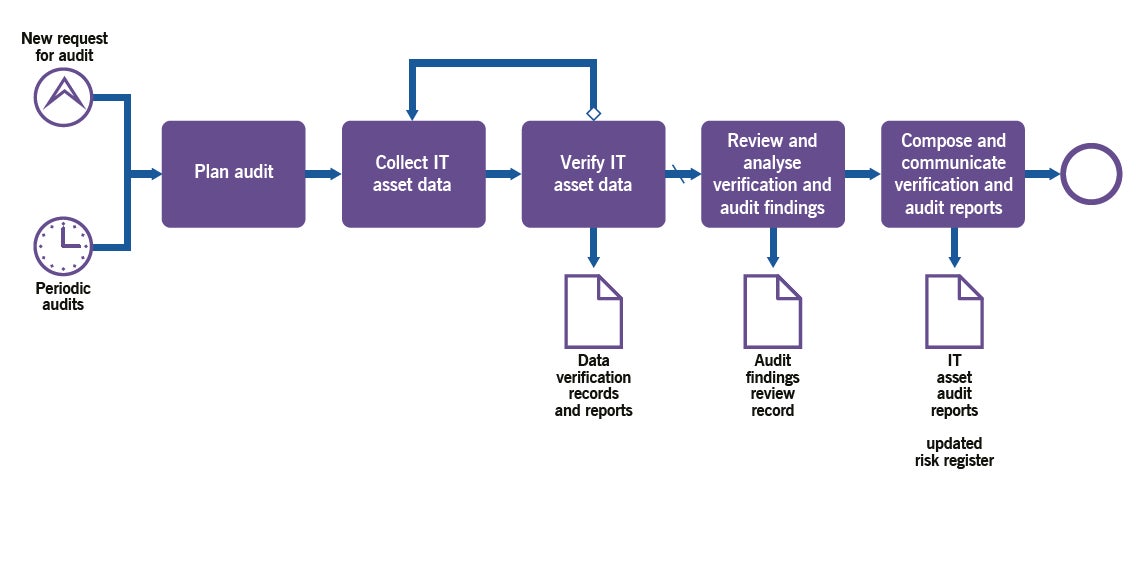 New request
for audit
Periodic
audits
Plan audit
Collect IT
asset data
Verify IT
asset data
Review and
analyse
verification and
audit findings
Compose and
communicate
verification and
audit reports
Data
verification
records
and reports
Audit
findings
review
record
IT
asset
audit
reports
updated
risk register